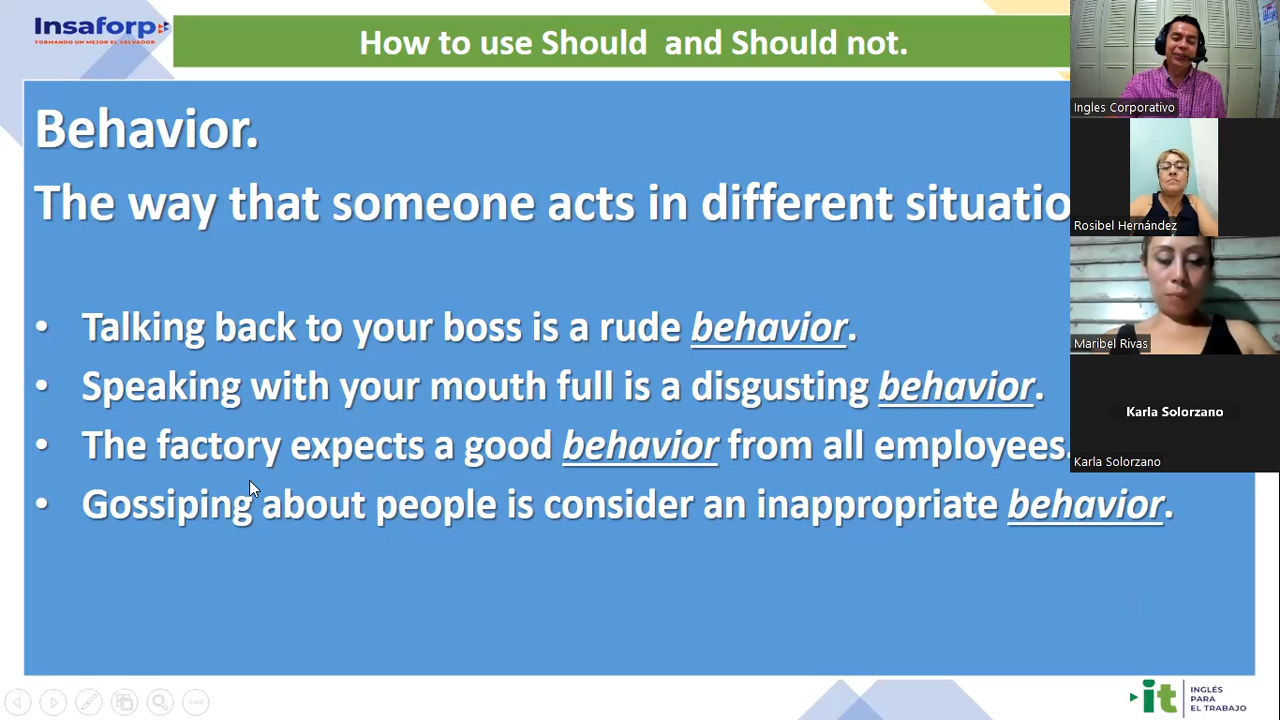 Insaforp
FORMANDO UN MEJOR EL SALVADOR
How to use Should and Should not.
Behavior.
The way that someone acts in different situatio
• Talking back to your boss is a rude behavior.
• Speaking with your mouth full is a disgusting behavior.
• The factory expects a good behavior from all employees.
• Gossiping about people is consider an inappropriate behavior.
Ingles Corporativo
Rosibel Hernández
Maribel Rivas
Karla Solorzano
Karla Solorzano
it
INGLÉS
PARA
EL TRABAJO